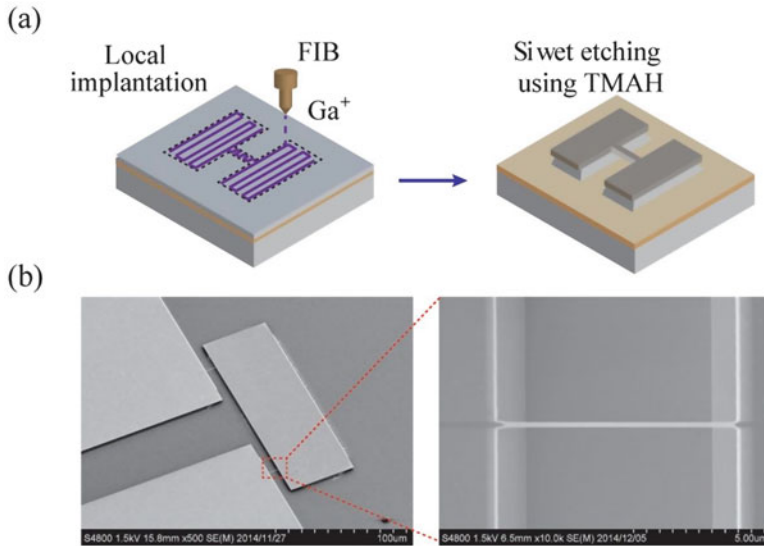 (a)
Local
implantation
FIB
Ga+
Si wet etching
using TMAH
(b)
S4800 1.5kV 15.6mm x500 SE(M) 2014/11/27
100um
S4800 1.5kV 6.5mm x10.0k SE(M) 2014/12/05
5.00um